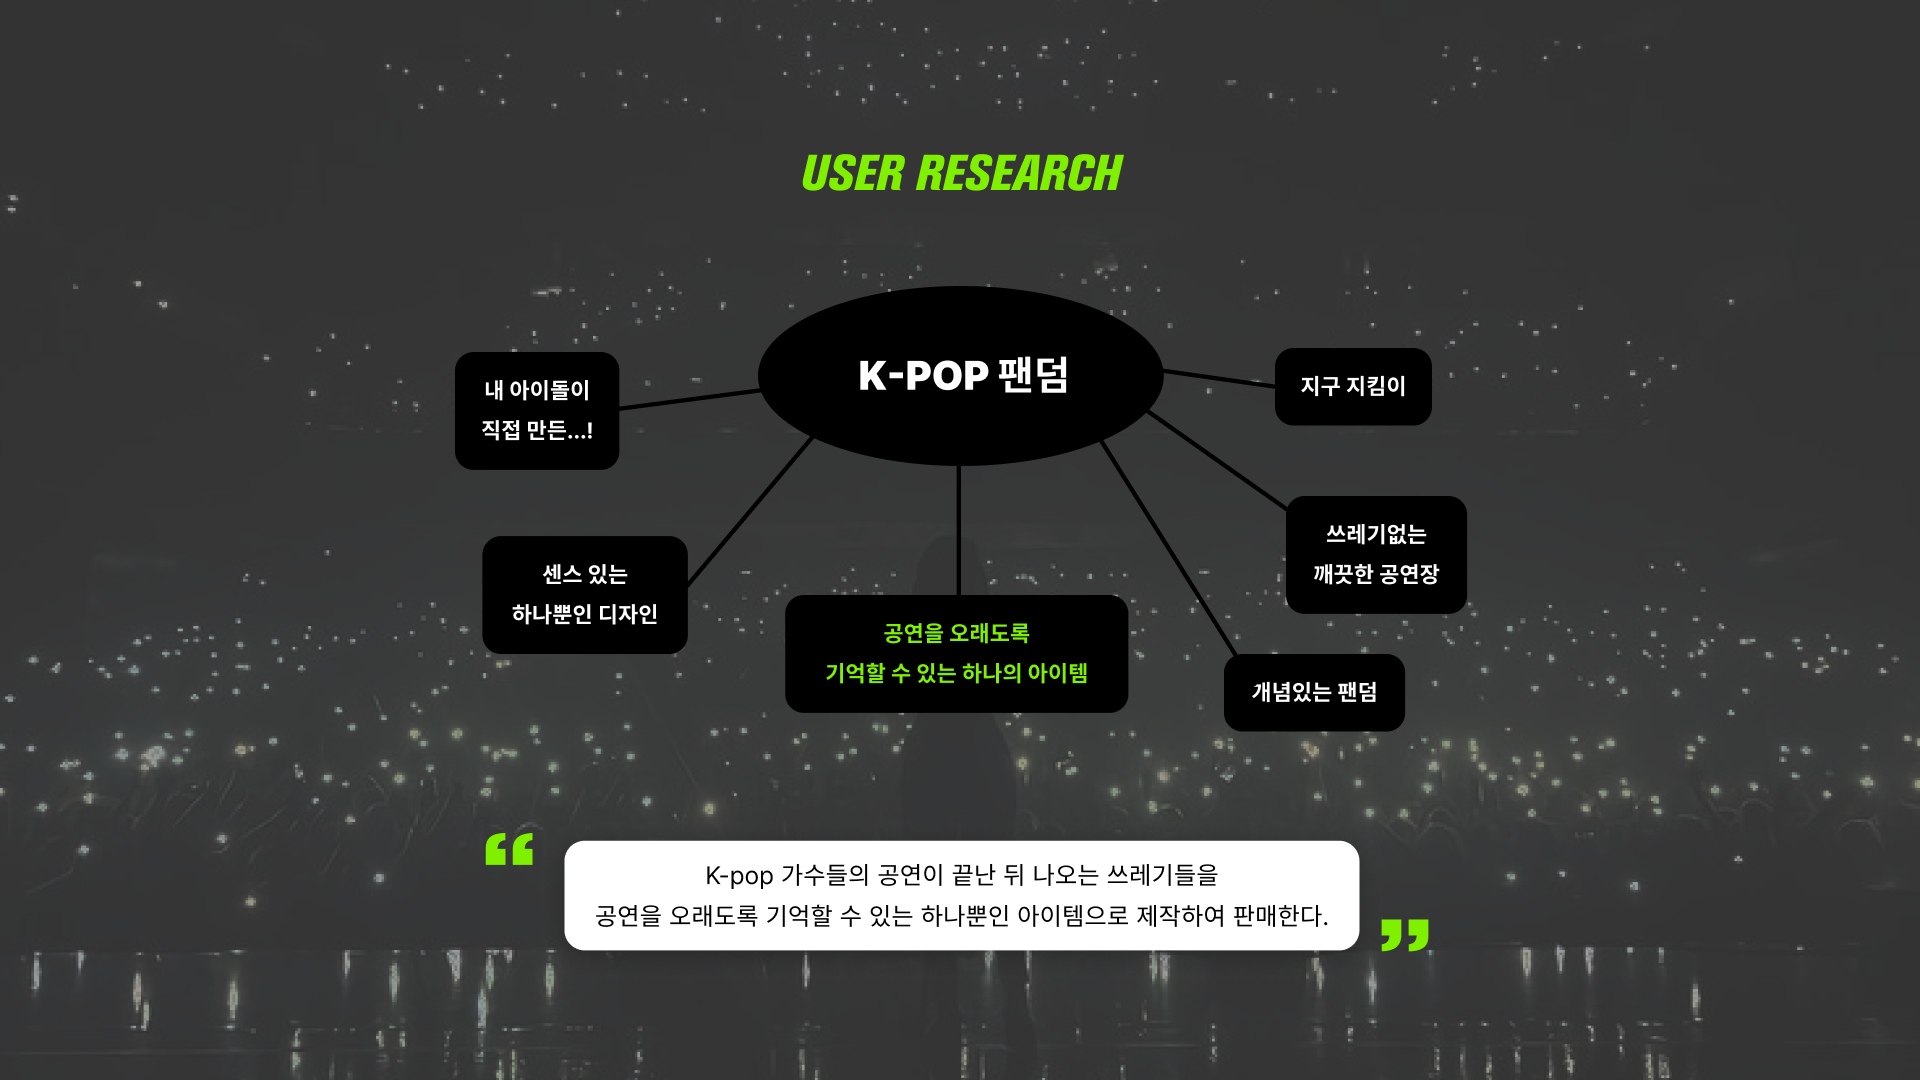 USER RESEARCH
K-POP 팬덤
내 아이돌이
직접 만든...!
지구 지킴이
센스 있는
하나뿐인 디자인
쓰레기없는
깨끗한 공연장
공연을 오래도록
기억할 수 있는 하나의 아이템
개념있는 팬덤
“
K-pop 가수들의 공연이 끝난 뒤 나오는 쓰레기들을
공연을 오래도록 기억할 수 있는 하나뿐인 아이템으로 제작하여 판매한다.
”